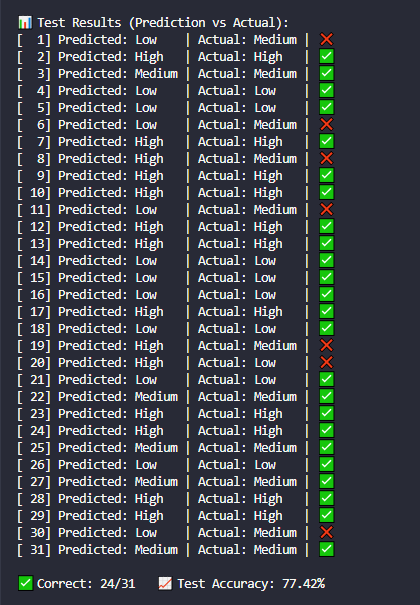 📊 Test Results (Prediction vs Actual):
[  1] Predicted: Low    | Actual: Medium | ❌
[  2] Predicted: High   | Actual: High   | ✅
[  3] Predicted: Medium | Actual: Medium | ✅
[  4] Predicted: Low    | Actual: Low    | ✅
[  5] Predicted: Low    | Actual: Low    | ✅
[  6] Predicted: Low    | Actual: Medium | ❌
[  7] Predicted: High   | Actual: High   | ✅
[  8] Predicted: High   | Actual: Medium | ❌
[  9] Predicted: High   | Actual: High   | ✅
[ 10] Predicted: High   | Actual: High   | ✅
[ 11] Predicted: Low    | Actual: Medium | ❌
[ 12] Predicted: High   | Actual: High   | ✅
[ 13] Predicted: High   | Actual: High   | ✅
[ 14] Predicted: Low    | Actual: Low    | ✅
[ 15] Predicted: Low    | Actual: Low    | ✅
[ 16] Predicted: Low    | Actual: Low    | ✅
[ 17] Predicted: High   | Actual: High   | ✅
[ 18] Predicted: Low    | Actual: Low    | ✅
[ 19] Predicted: High   | Actual: Medium | ❌
[ 20] Predicted: High   | Actual: Low    | ❌
[ 21] Predicted: Low    | Actual: Low    | ✅
[ 22] Predicted: Medium | Actual: Medium | ✅
[ 23] Predicted: High   | Actual: High   | ✅
[ 24] Predicted: High   | Actual: High   | ✅
[ 25] Predicted: Medium | Actual: Medium | ✅
[ 26] Predicted: Low    | Actual: Low    | ✅
[ 27] Predicted: Medium | Actual: Medium | ✅
[ 28] Predicted: High   | Actual: High   | ✅
[ 29] Predicted: High   | Actual: High   | ✅
[ 30] Predicted: Low    | Actual: Medium | ❌
[ 31] Predicted: Medium | Actual: Medium | ✅
✅ Correct: 24/31   📈 Test Accuracy: 77.42%